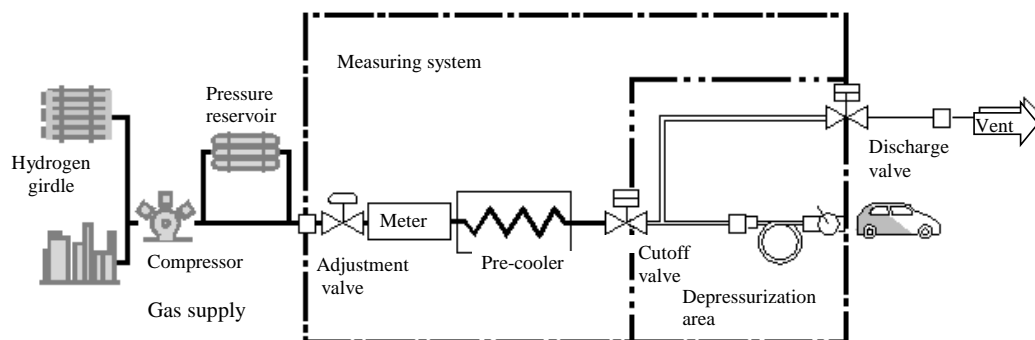 Measuring system
Pressure
reservoir
Hydrogen
girdle
Vent
Discharge
valve
Meter
Compressor
Adjustment
valve
Pre-cooler
Cutoff
valve
Depressurization
area
Gas supply